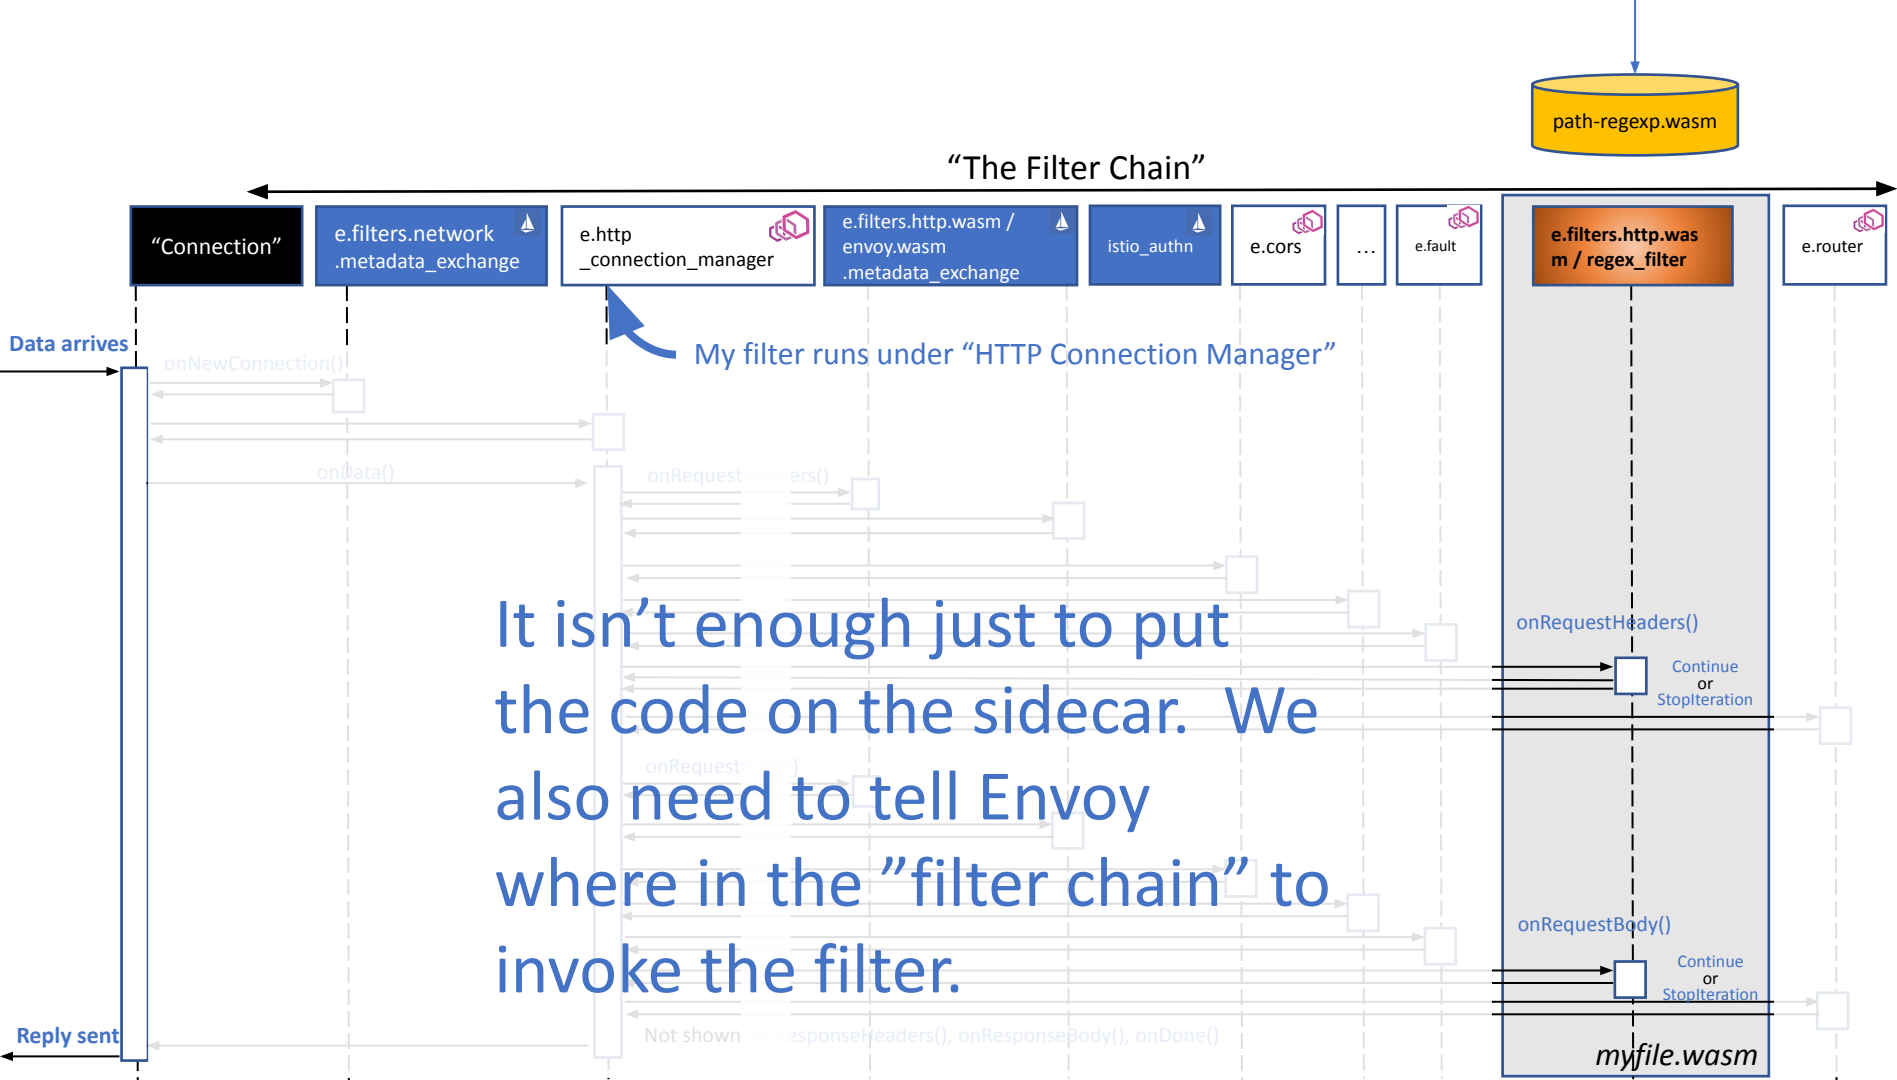 path-regexp.wasm
“The Filter Chain”
“Connection”
e.filters.network
.metadata_exchange
e.http
_connection_manager
e.filters.http.wasm /
envoy.wasm
.metadata_exchange
istio_authn
e.cors
...
e.fault
e.filters.http.was
m / regex_filter
e.router
Data arrives
My filter runs under “HTTP Connection Manager”
onNewConnection()
onData()
It isn’t enough just to put
the code on the sidecar.  We
also need to tell Envoy
where in the ”filter chain” to
invoke the filter.
onRequestHeaders()
Continue
or
StopIteration
onRequestBody()
Continue
or
StopIteration
Reply sent
Not shown
onResponseBody(), onDone()
myfile.wasm